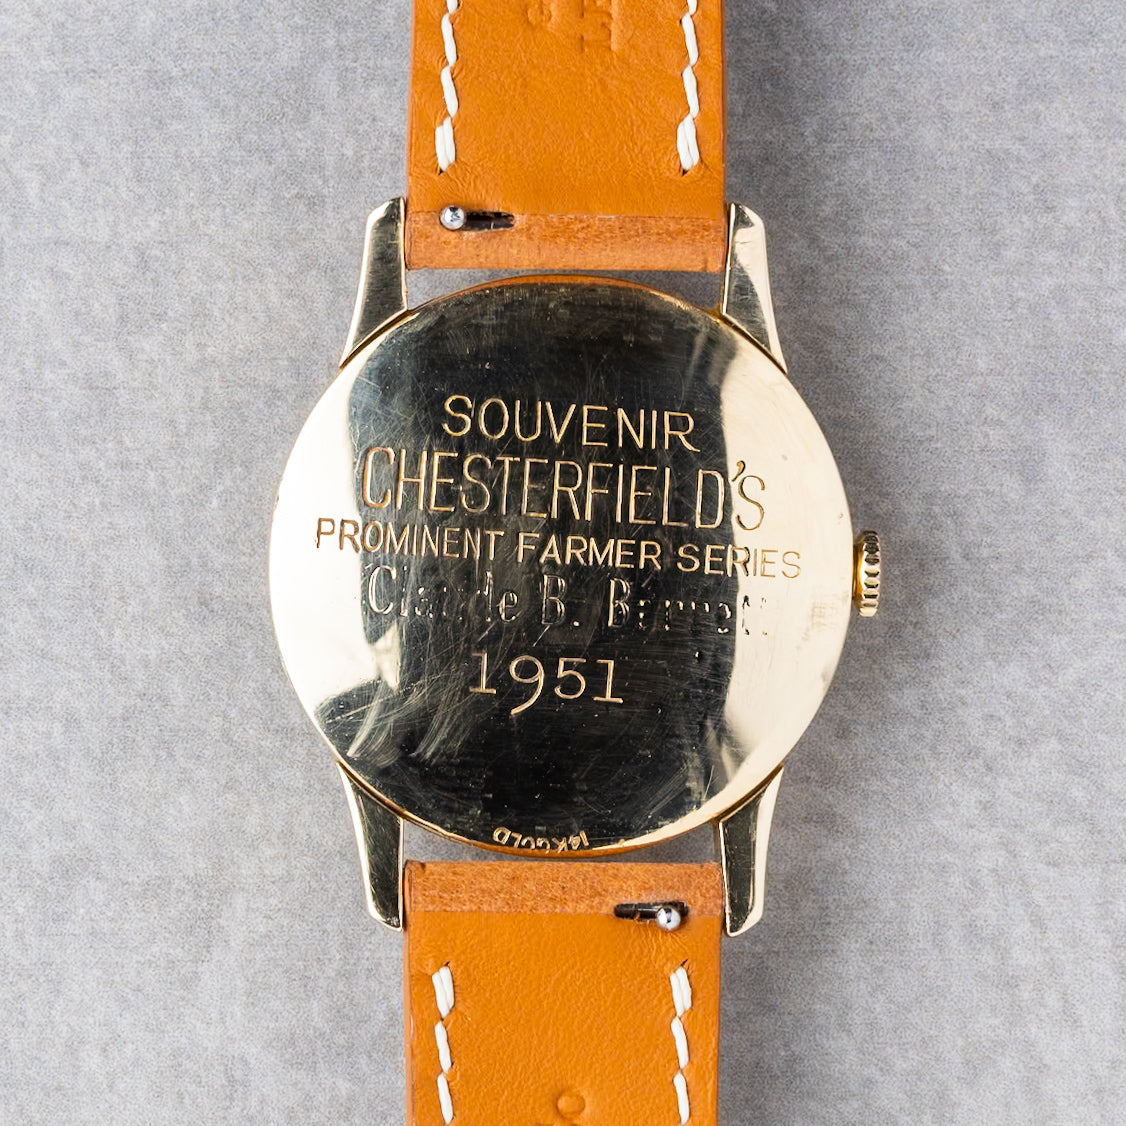 SOUVENIR
CHESTERFIELD'S
PROMINENT FARMER SERIES
Claude B.
1951
14K GOLD